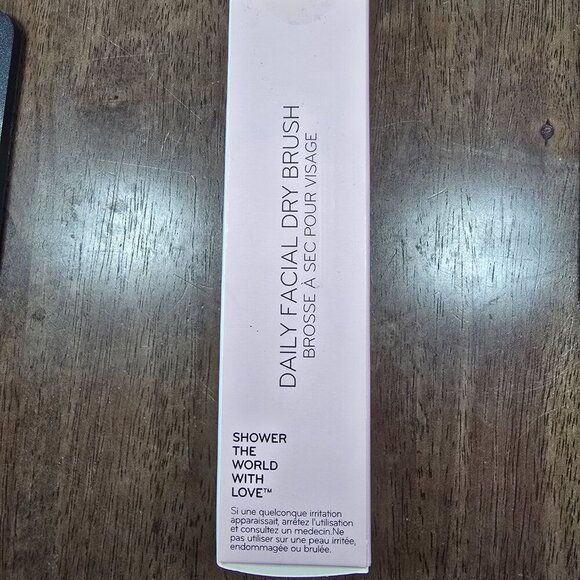 DAILY FACIAL DRY BRUSH
BROSSE À SEC POUR VISAGE
SHOWER
THE
WORLD
WITH
LOVE™
Si une quelconque irritation
apparaissait, arrêtez l'utilisation
et consultez un medecin.Ne
pas utiliser sur une peau irritée,
endommagée ou brulée.